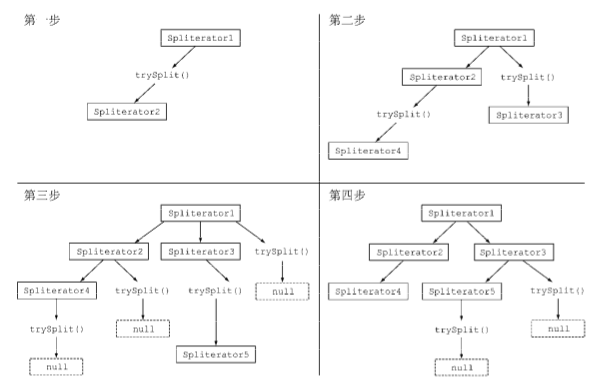 第一步
Spliterator1
trySplit()
Spliterator2
第二步
Spliterator1
Spliterator2 trySplit()
trySplit() Spliterator3
Spliterator4
第三步
Spliterator1
Spliterator2 Spliterator3 trySplit()
Spliterator4 trySplit() trySplit() null
trySplit() null
null Spliterator5
第四步
Spliterator1
Spliterator2 Spliterator3
Spliterator4 Spliterator5 trySplit()
trySplit() null
null